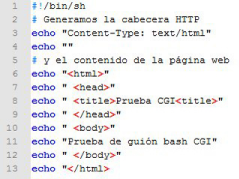 1 #!/bin/sh
2 # Generamos la cabecera HTTP
3 echo "Content-Type: text/html"
4 echo ""
5 # y el contenido de la página web
6 echo "<html>"
7 echo " <head>"
8 echo " <title>Prueba CGI<title>"
9 echo " </head>"
10 echo " <body>"
11 echo "Prueba de guión bash CGI"
12 echo " </body>"
13 echo "</html>